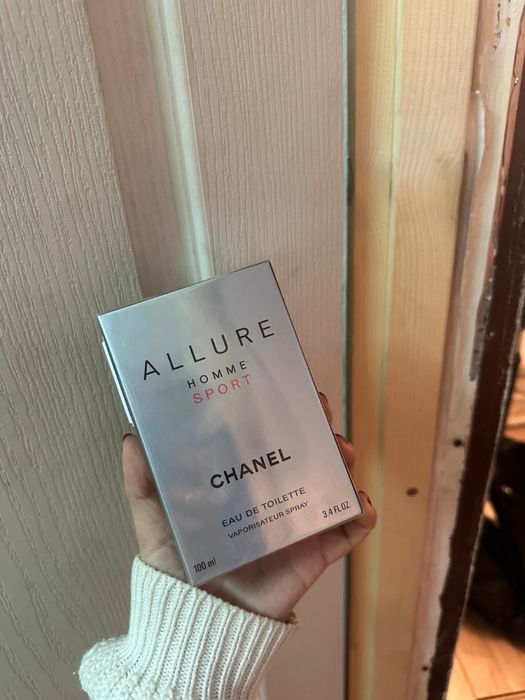 ALLURE
HOMME
SPORT
CHANEL
EAU DE TOILETTE
VAPORISATEUR SPRAY
100 ml 3.4 FL.OZ.